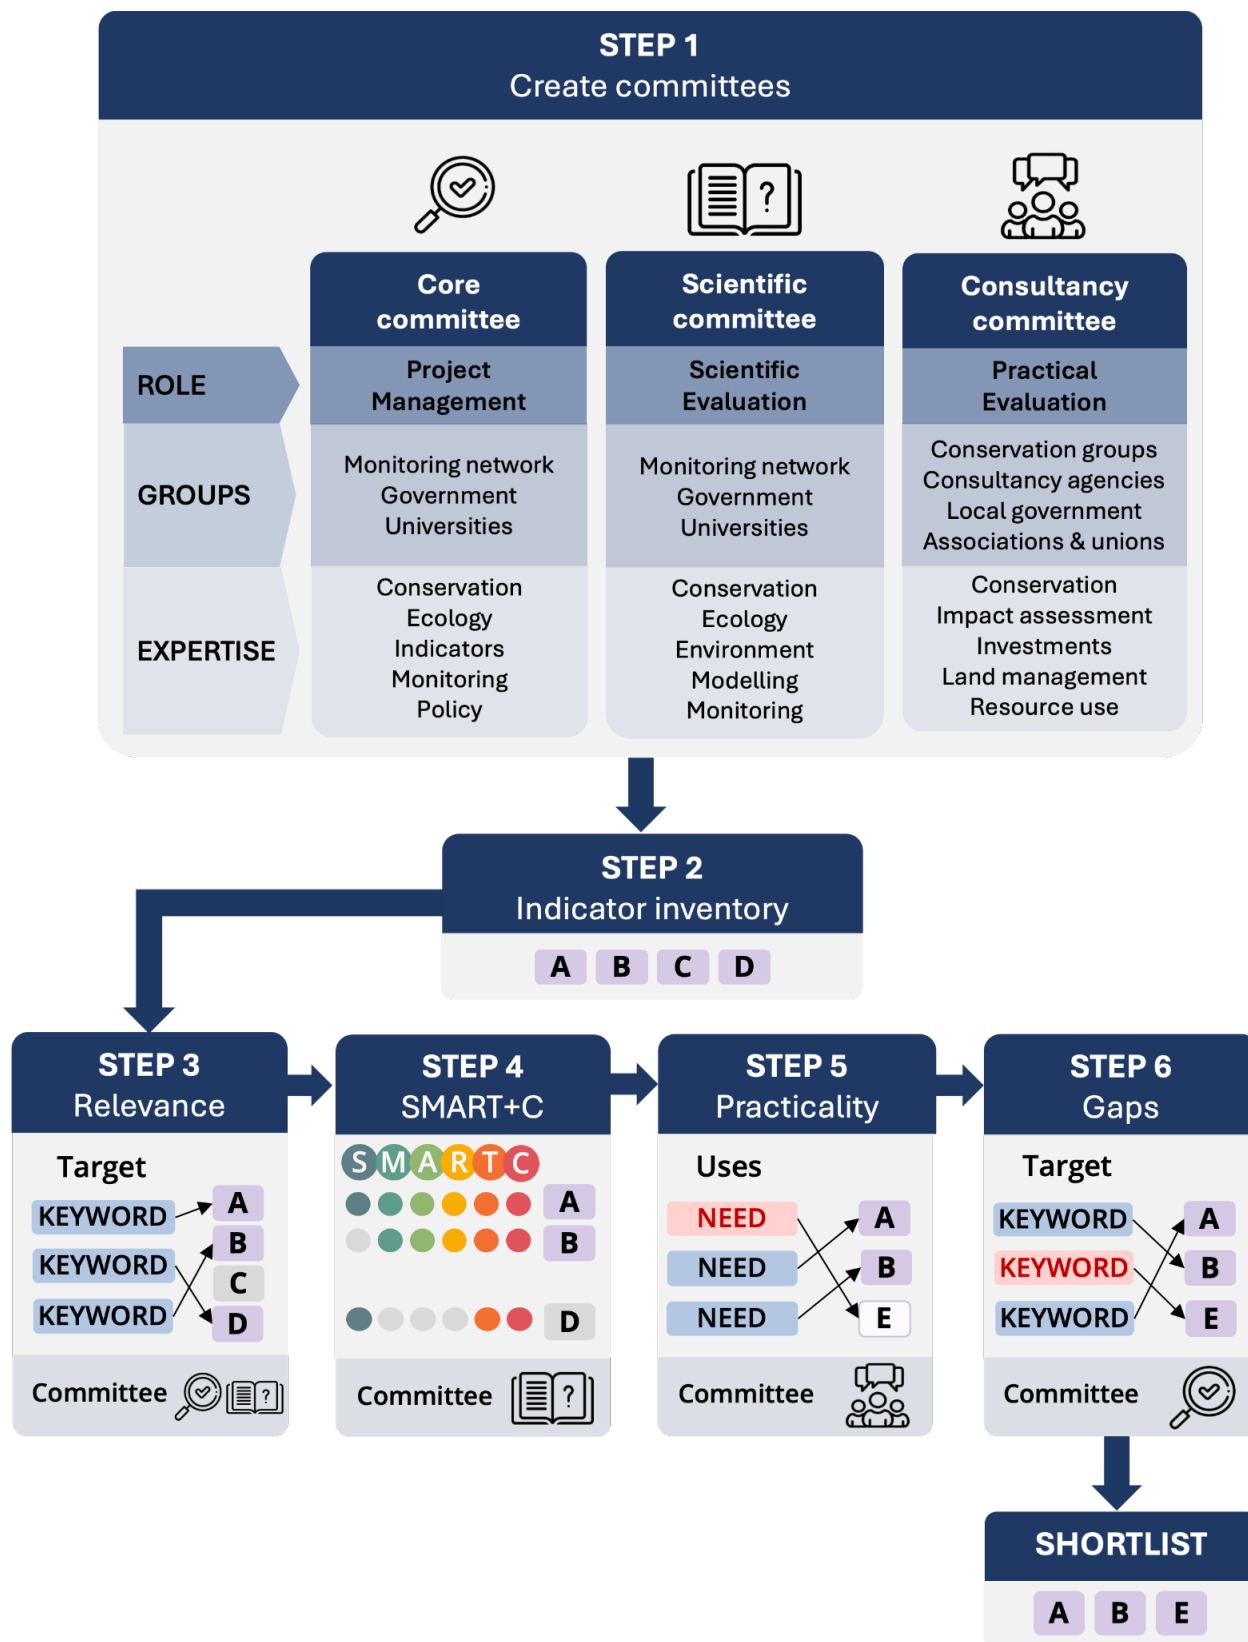 STEP 1
Create committees
Core
committee
Scientific
committee
Consultancy
committee
ROLE
Project
Management
Scientific
Evaluation
Practical
Evaluation
GROUPS
Monitoring network
Government
Universities
Monitoring network
Government
Universities
Conservation groups
Consultancy agencies
Local government
Associations & unions
EXPERTISE
Conservation
Ecology
Indicators
Monitoring
Policy
Conservation
Ecology
Environment
Modelling
Monitoring
Conservation
Impact assessment
Investments
Land management
Resource use
STEP 2
Indicator inventory
A B C D
STEP 3
Relevance
Target
KEYWORD
KEYWORD
KEYWORD
A
B
C
D
Committee
?
STEP 4
SMART+C
S M A R T C
A
B
D
Committee
?
STEP 5
Practicality
Uses
NEED
NEED
NEED
A
B
E
Committee
STEP 6
Gaps
Target
KEYWORD
KEYWORD
KEYWORD
A
B
E
Committee
SHORTLIST
A B E